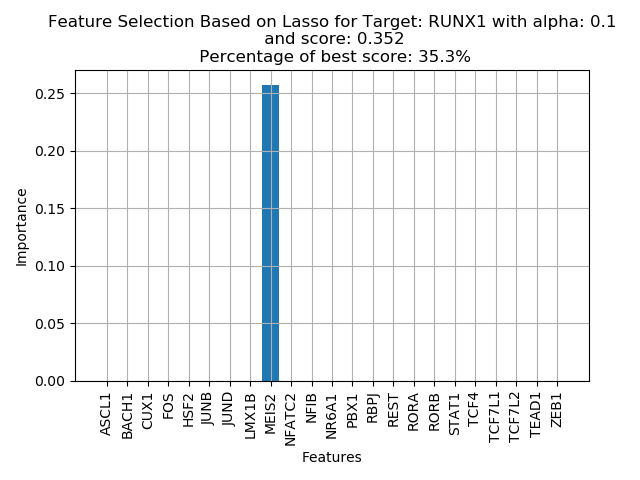 Feature Selection Based on Lasso for Target: RUNX1 with alpha: 0.1
and score: 0.352
Percentage of best score: 35.3%
Importance
0.25
0.20
0.15
0.10
0.05
0.00
ASCL1
BACH1
CUX1
FOS
HSF2
JUNB
JUND
LMX1B
MEIS2
NFATC2
NFIB
NR6A1
PBX1
RBPJ
REST
RORA
RORB
STAT1
TCF4
TCF7L1
TCF7L2
TEAD1
ZEB1
Features